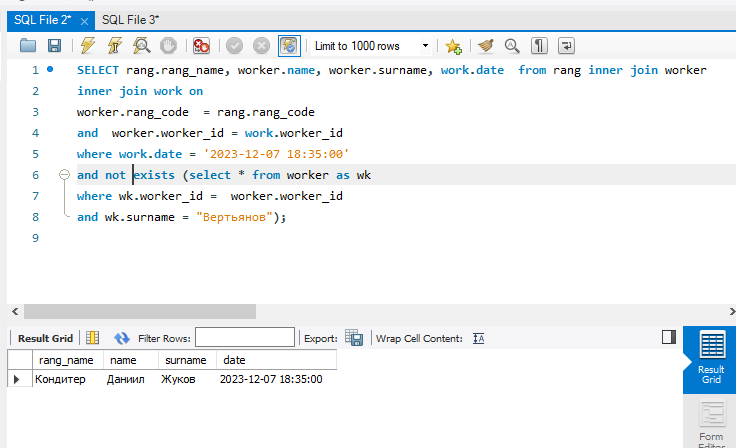 SQL File 2* × SQL File 3*
Limit to 1000 rows
1 SELECT rang.rang_name, worker.name, worker.surname, work.date  from rang inner join worker
2 inner join work on
3 worker.rang_code  = rang.rang_code
4 and  worker.worker_id = work.worker_id
5 where work.date = '2023-12-07 18:35:00'
6 and not exists (select * from worker as wk
7 where wk.worker_id =  worker.worker_id
8 and wk.surname = "Вертьянов");
9
Result Grid Filter Rows: Export: Wrap Cell Content:
rang_name name surname date
Кондитер Даниил Жуков 2023-12-07 18:35:00
Result
Grid
Form